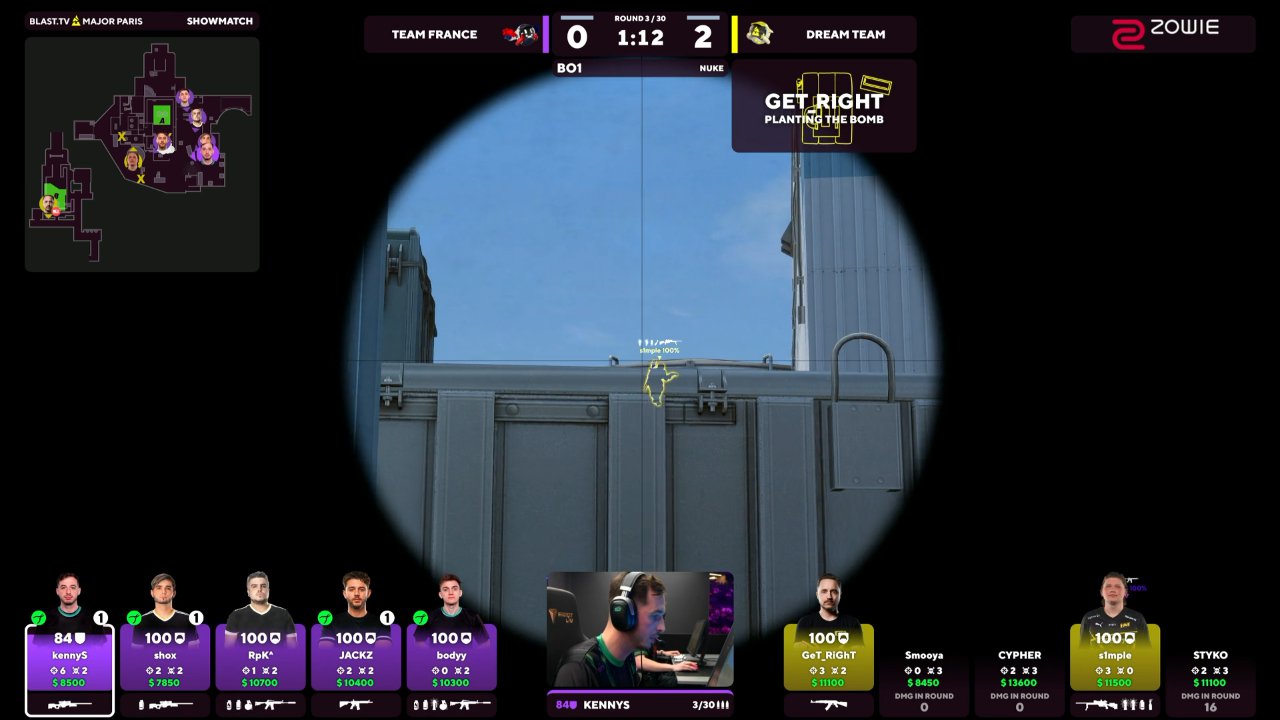 BLAST.TV MAJOR PARIS SHOWMATCH
TEAM FRANCE 0 ROUND 3 / 30 1:12 2 DREAM TEAM
BO1 NUKE
ZOWIE
GET_RIGHT
PLANTING THE BOMB
X
X
s1mple 100%
1 1 1
84 100 100 100 100 100 100
kennyS shox RpK^ JACKZ bodyy GeT_RiGhT Smooya CYPHER s1mple STYKO
6 2 2 2 1 2 2 2 0 2 3 2 0 3 2 3 3 0 2 3
$ 8500 $ 7850 $ 10700 $ 10400 $ 10300 $ 11100 $ 8450 $ 13600 $ 11500 $ 11100
DMG IN ROUND DMG IN ROUND DMG IN ROUND
0 0 16
84 KENNYS 3/30